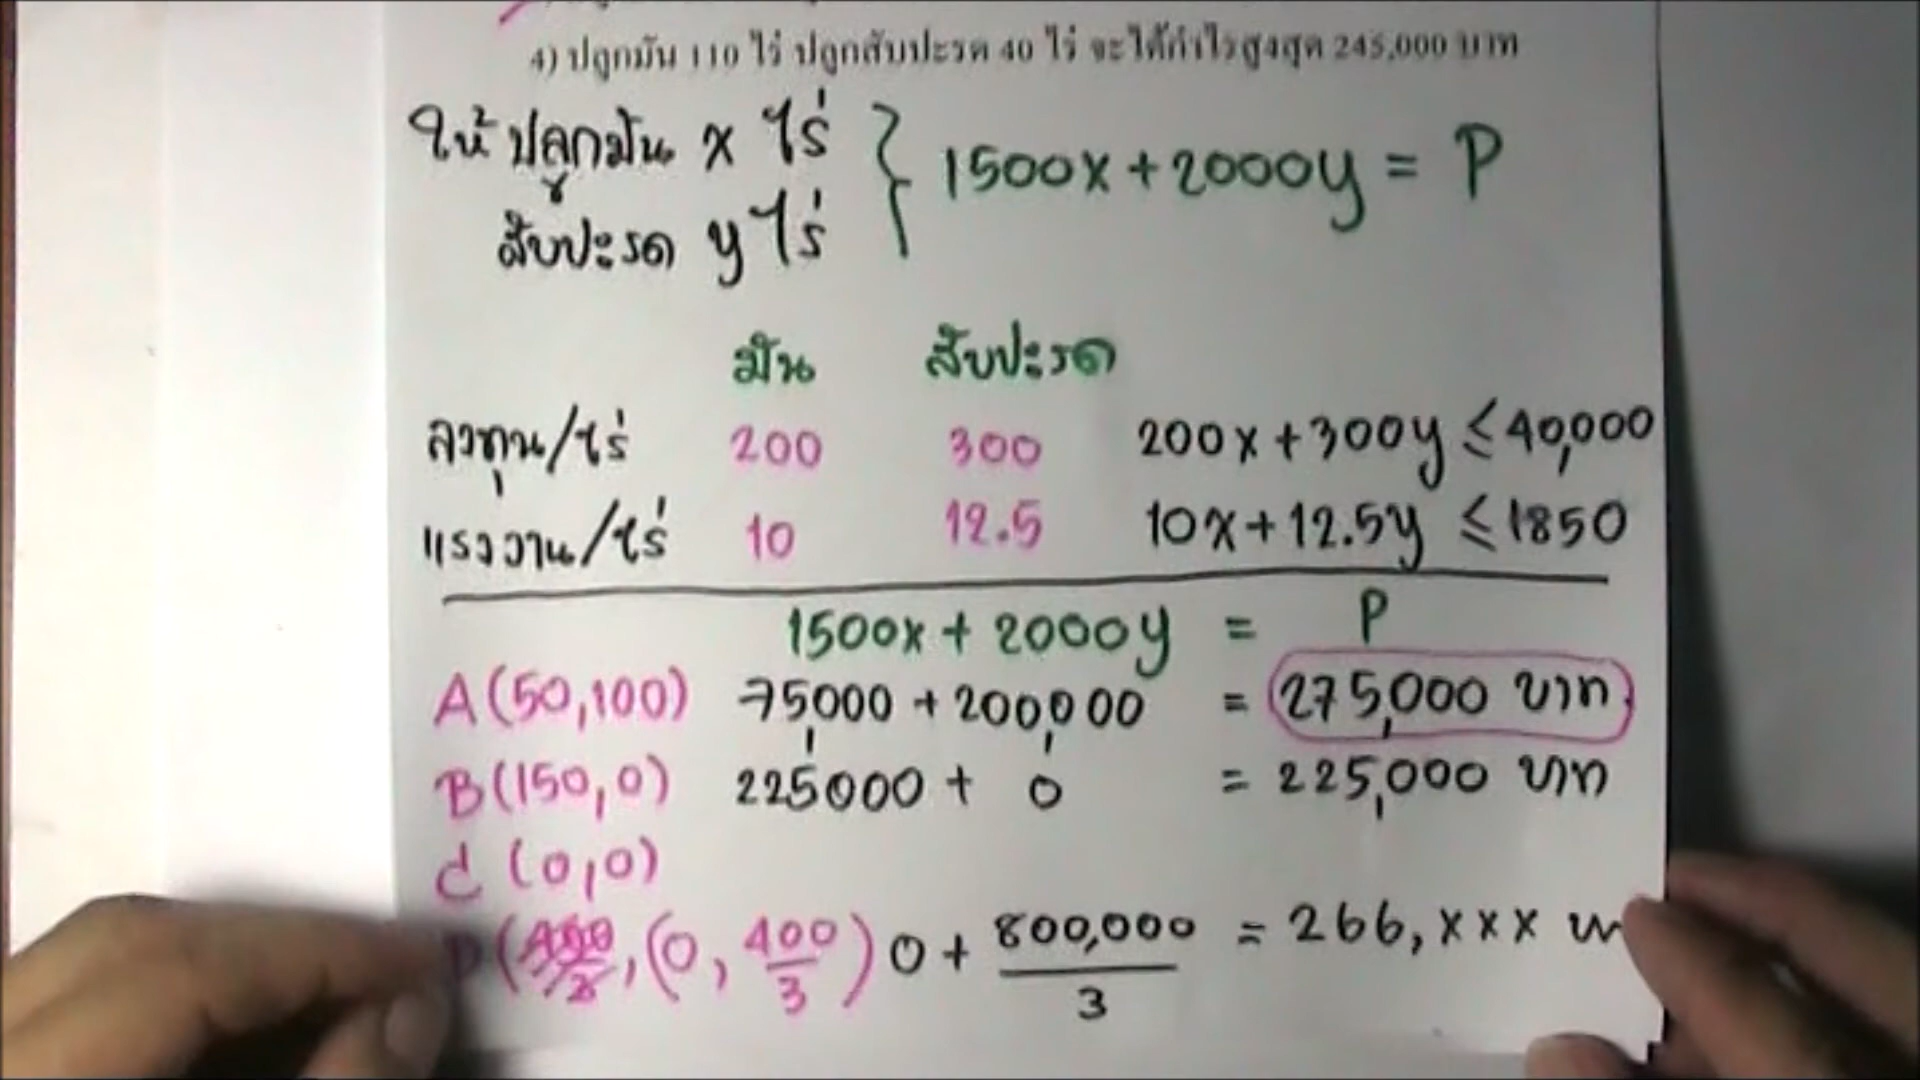 4) ปลูกมัน 110 ไร่ ปลูกสับปะรด 40 ไร่ จะได้กำไรสูงสุด 245,000 บาท
ให้ ปลูกมัน x ไร่
สับปะรด y ไร่
1500x + 2000y = P
มัน สับปะรด
ลงทุน/ไร่ 200 300 200x + 300y ≤ 40,000
แรงงาน/ไร่ 10 12.5 10x + 12.5y ≤ 1850
1500x + 2000y = P
A (50,100) 75,000 + 200,000 = 275,000 บาท
B (150,0) 225,000 + 0 = 225,000 บาท
C (0,0)
D (0, 400/3) 0 + 800,000/3 = 266,xxx